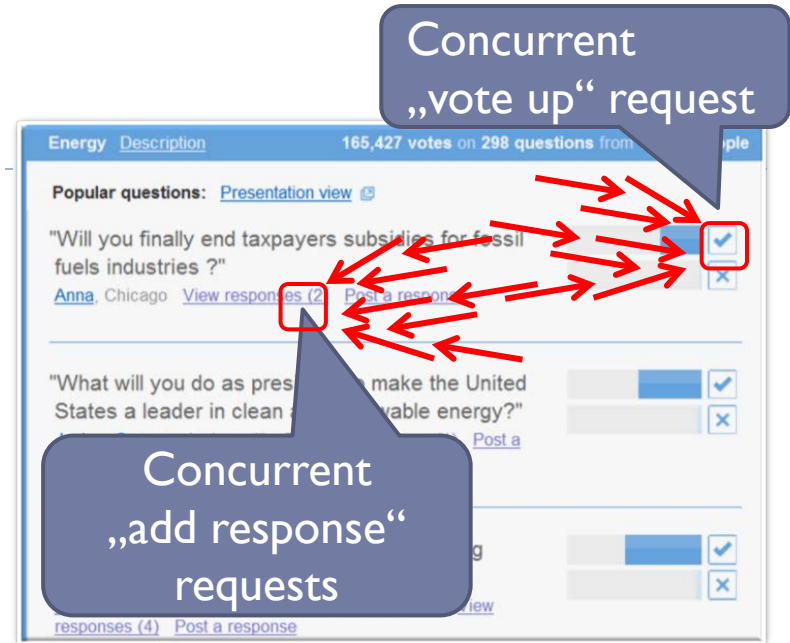 Concurrent
„vote up“ request
Energy Description 165,427 votes on 298 questions from ople
Popular questions: Presentation view
"Will you finally end taxpayers subsidies for fossil
fuels industries ?"
Anna, Chicago View responses (2) Post a response
"What will you do as pres make the United
States a leader in clean a vable energy?"
Post a
Concurrent
„add response“
requests
g
responses (4) Post a response